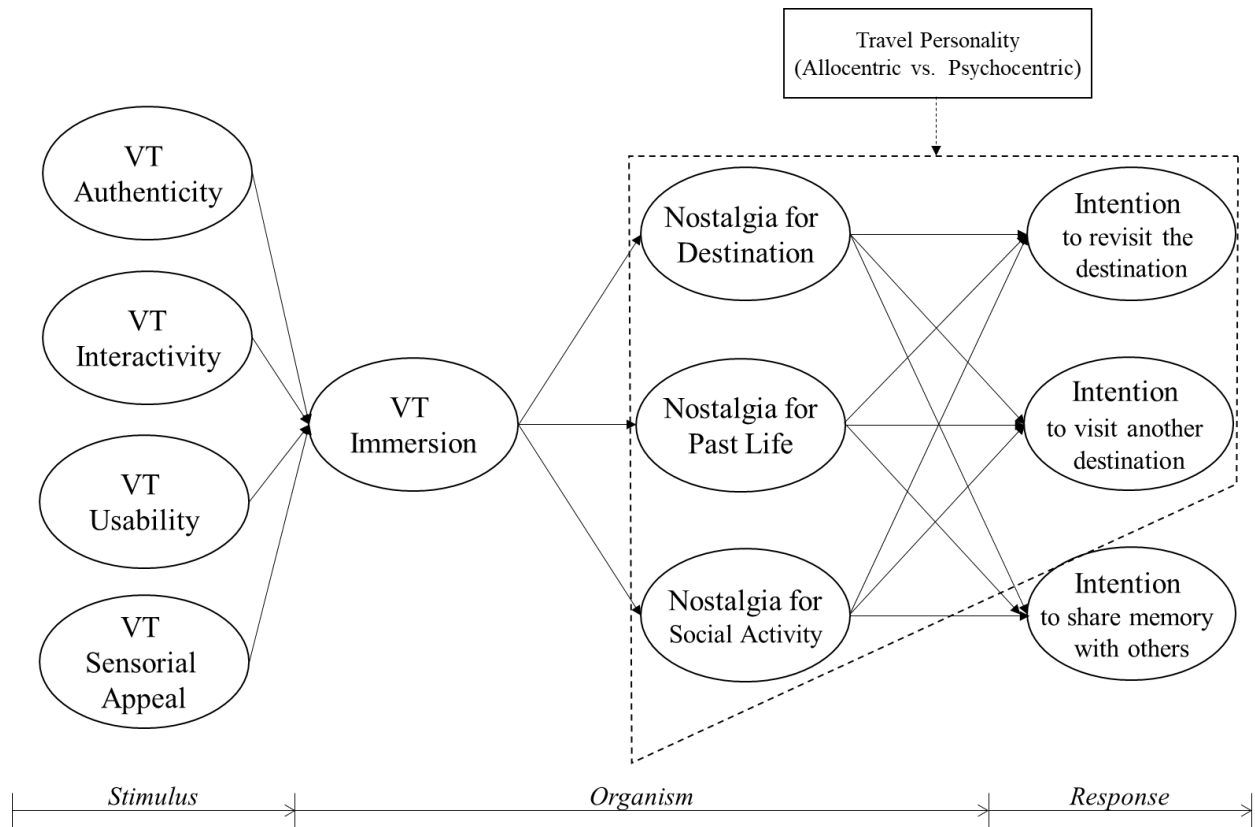 Travel Personality
(Allocentric vs. Psychocentric)
VT
Authenticity
VT
Interactivity
VT
Usability
VT
Sensorial
Appeal
VT
Immersion
Nostalgia for
Destination
Nostalgia for
Past Life
Nostalgia for
Social Activity
Intention
to revisit the
destination
Intention
to visit another
destination
Intention
to share memory
with others
Stimulus
Organism
Response